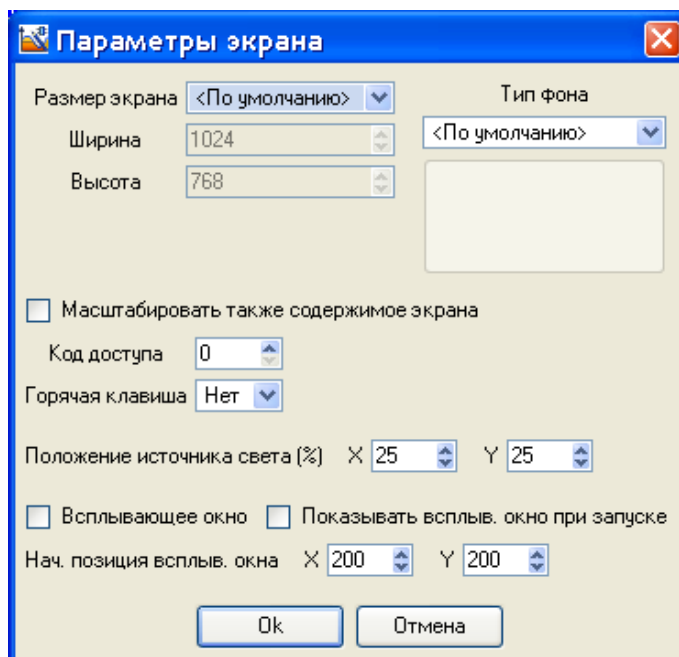 Параметры экрана
Размер экрана <По умолчанию> Тип фона
Ширина 1024 <По умолчанию>
Высота 768
Масштабировать также содержимое экрана
Код доступа 0
Горячая клавиша Нет
Положение источника света (%) X 25 Y 25
Всплывающее окно Показывать всплыв. окно при запуске
Нач. позиция всплыв. окна X 200 Y 200
Ok Отмена